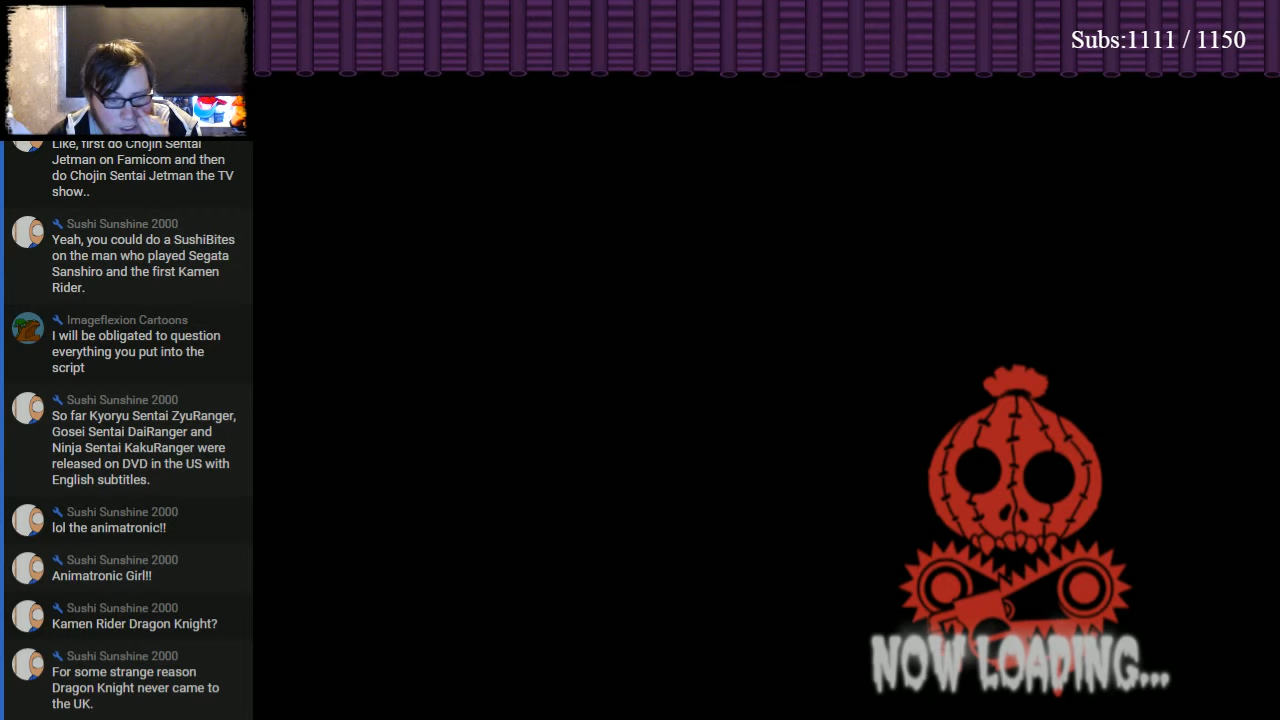 Subs:1111 / 1150
Like, first do Chojin Sentai
Jetman on Famicom and then
do Chojin Sentai Jetman the TV
show..
Sushi Sunshine 2000
Yeah, you could do a SushiBites
on the man who played Segata
Sanshiro and the first Kamen
Rider.
Imageflexion Cartoons
I will be obligated to question
everything you put into the
script
Sushi Sunshine 2000
So far Kyoryu Sentai ZyuRanger,
Gosei Sentai DaiRanger and
Ninja Sentai KakuRanger were
released on DVD in the US with
English subtitles.
Sushi Sunshine 2000
lol the animatronic!!
Sushi Sunshine 2000
Animatronic Girl!!
Sushi Sunshine 2000
Kamen Rider Dragon Knight?
Sushi Sunshine 2000
For some strange reason
Dragon Knight never came to
the UK.
NOW LOADING...